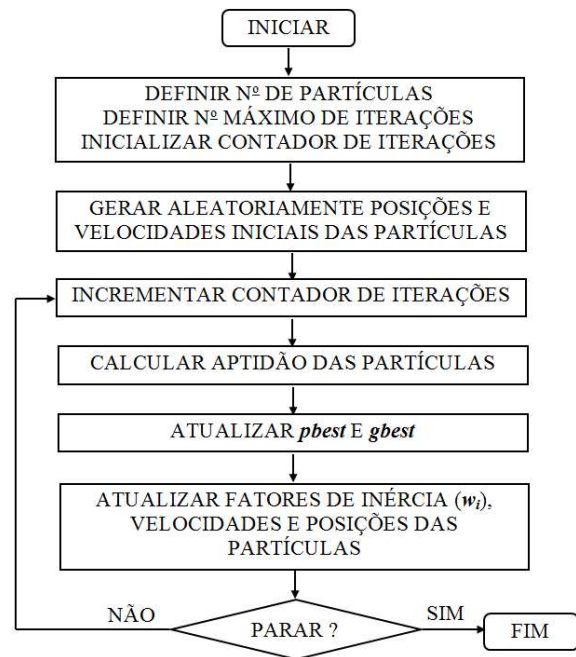 INICIAR
DEFINIR Nº DE PARTÍCULAS
DEFINIR Nº MÁXIMO DE ITERAÇÕES
INICIALIZAR CONTADOR DE ITERAÇÕES
GERAR ALEATORIAMENTE POSIÇÕES E
VELOCIDADES INICIAIS DAS PARTÍCULAS
INCREMENTAR CONTADOR DE ITERAÇÕES
CALCULAR APTIDÃO DAS PARTÍCULAS
ATUALIZAR pbest E gbest
ATUALIZAR FATORES DE INÉRCIA (wi),
VELOCIDADES E POSIÇÕES DAS
PARTÍCULAS
NÃO
PARAR ?
SIM
FIM